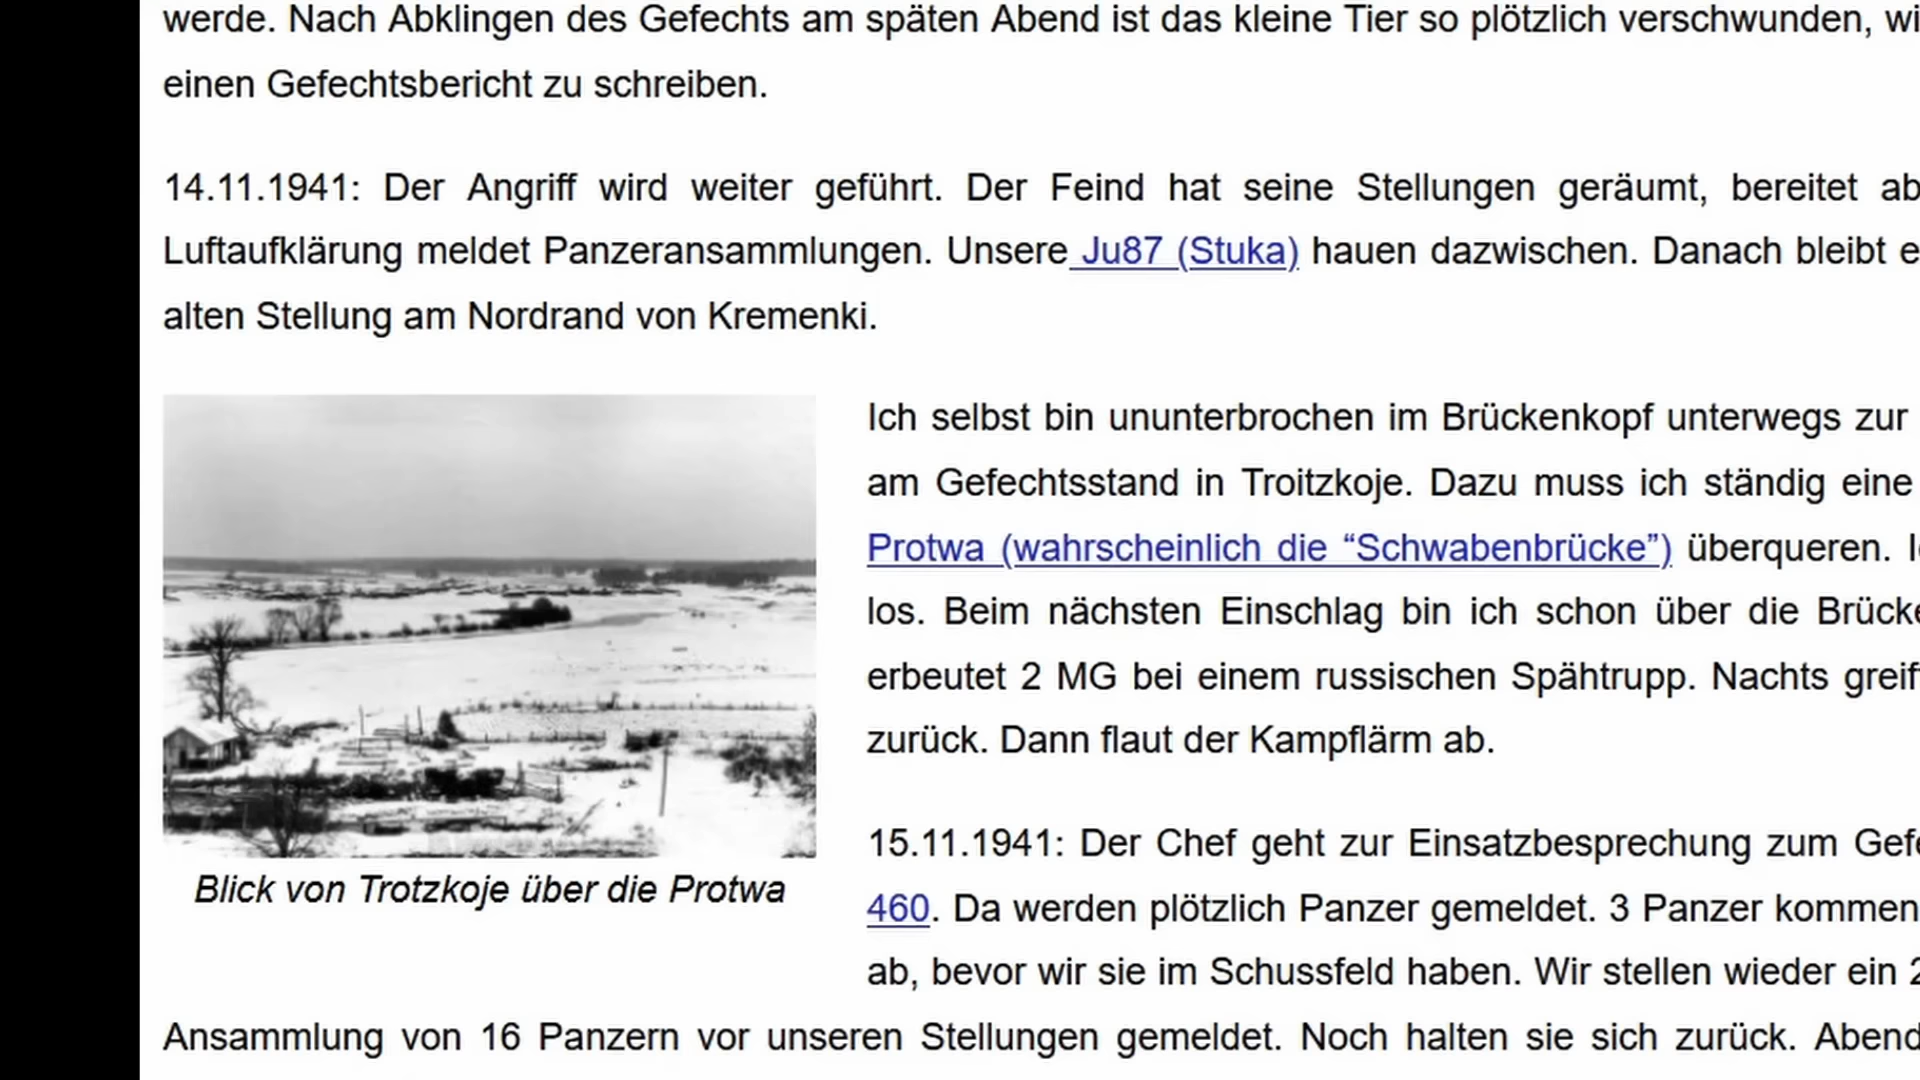 werde. Nach Abklingen des Gefechts am späten Abend ist das kleine Tier so plötzlich verschwunden,
einen Gefechtsbericht zu schreiben.
14.11.1941: Der Angriff wird weiter geführt. Der Feind hat seine Stellungen geräumt, bereitet
Luftaufklärung meldet Panzeransammlungen. Unsere Ju87 (Stuka) hauen dazwischen. Danach bleibt
alten Stellung am Nordrand von Kremenki.
Ich selbst bin ununterbrochen im Brückenkopf unterwegs zur
am Gefechtsstand in Troitzkoje. Dazu muss ich ständig eine
Protwa (wahrscheinlich die “Schwabenbrücke”) überqueren.
los. Beim nächsten Einschlag bin ich schon über die
erbeutet 2 MG bei einem russischen Spähtrupp. Nachts
zurück. Dann flaut der Kampflärm ab.
Blick von Trotzkoje über die Protwa
15.11.1941: Der Chef geht zur Einsatzbesprechung zum
460. Da werden plötzlich Panzer gemeldet. 3 Panzer kommen
ab, bevor wir sie im Schussfeld haben. Wir stellen wieder ein
Ansammlung von 16 Panzern vor unseren Stellungen gemeldet. Noch halten sie sich zurück.